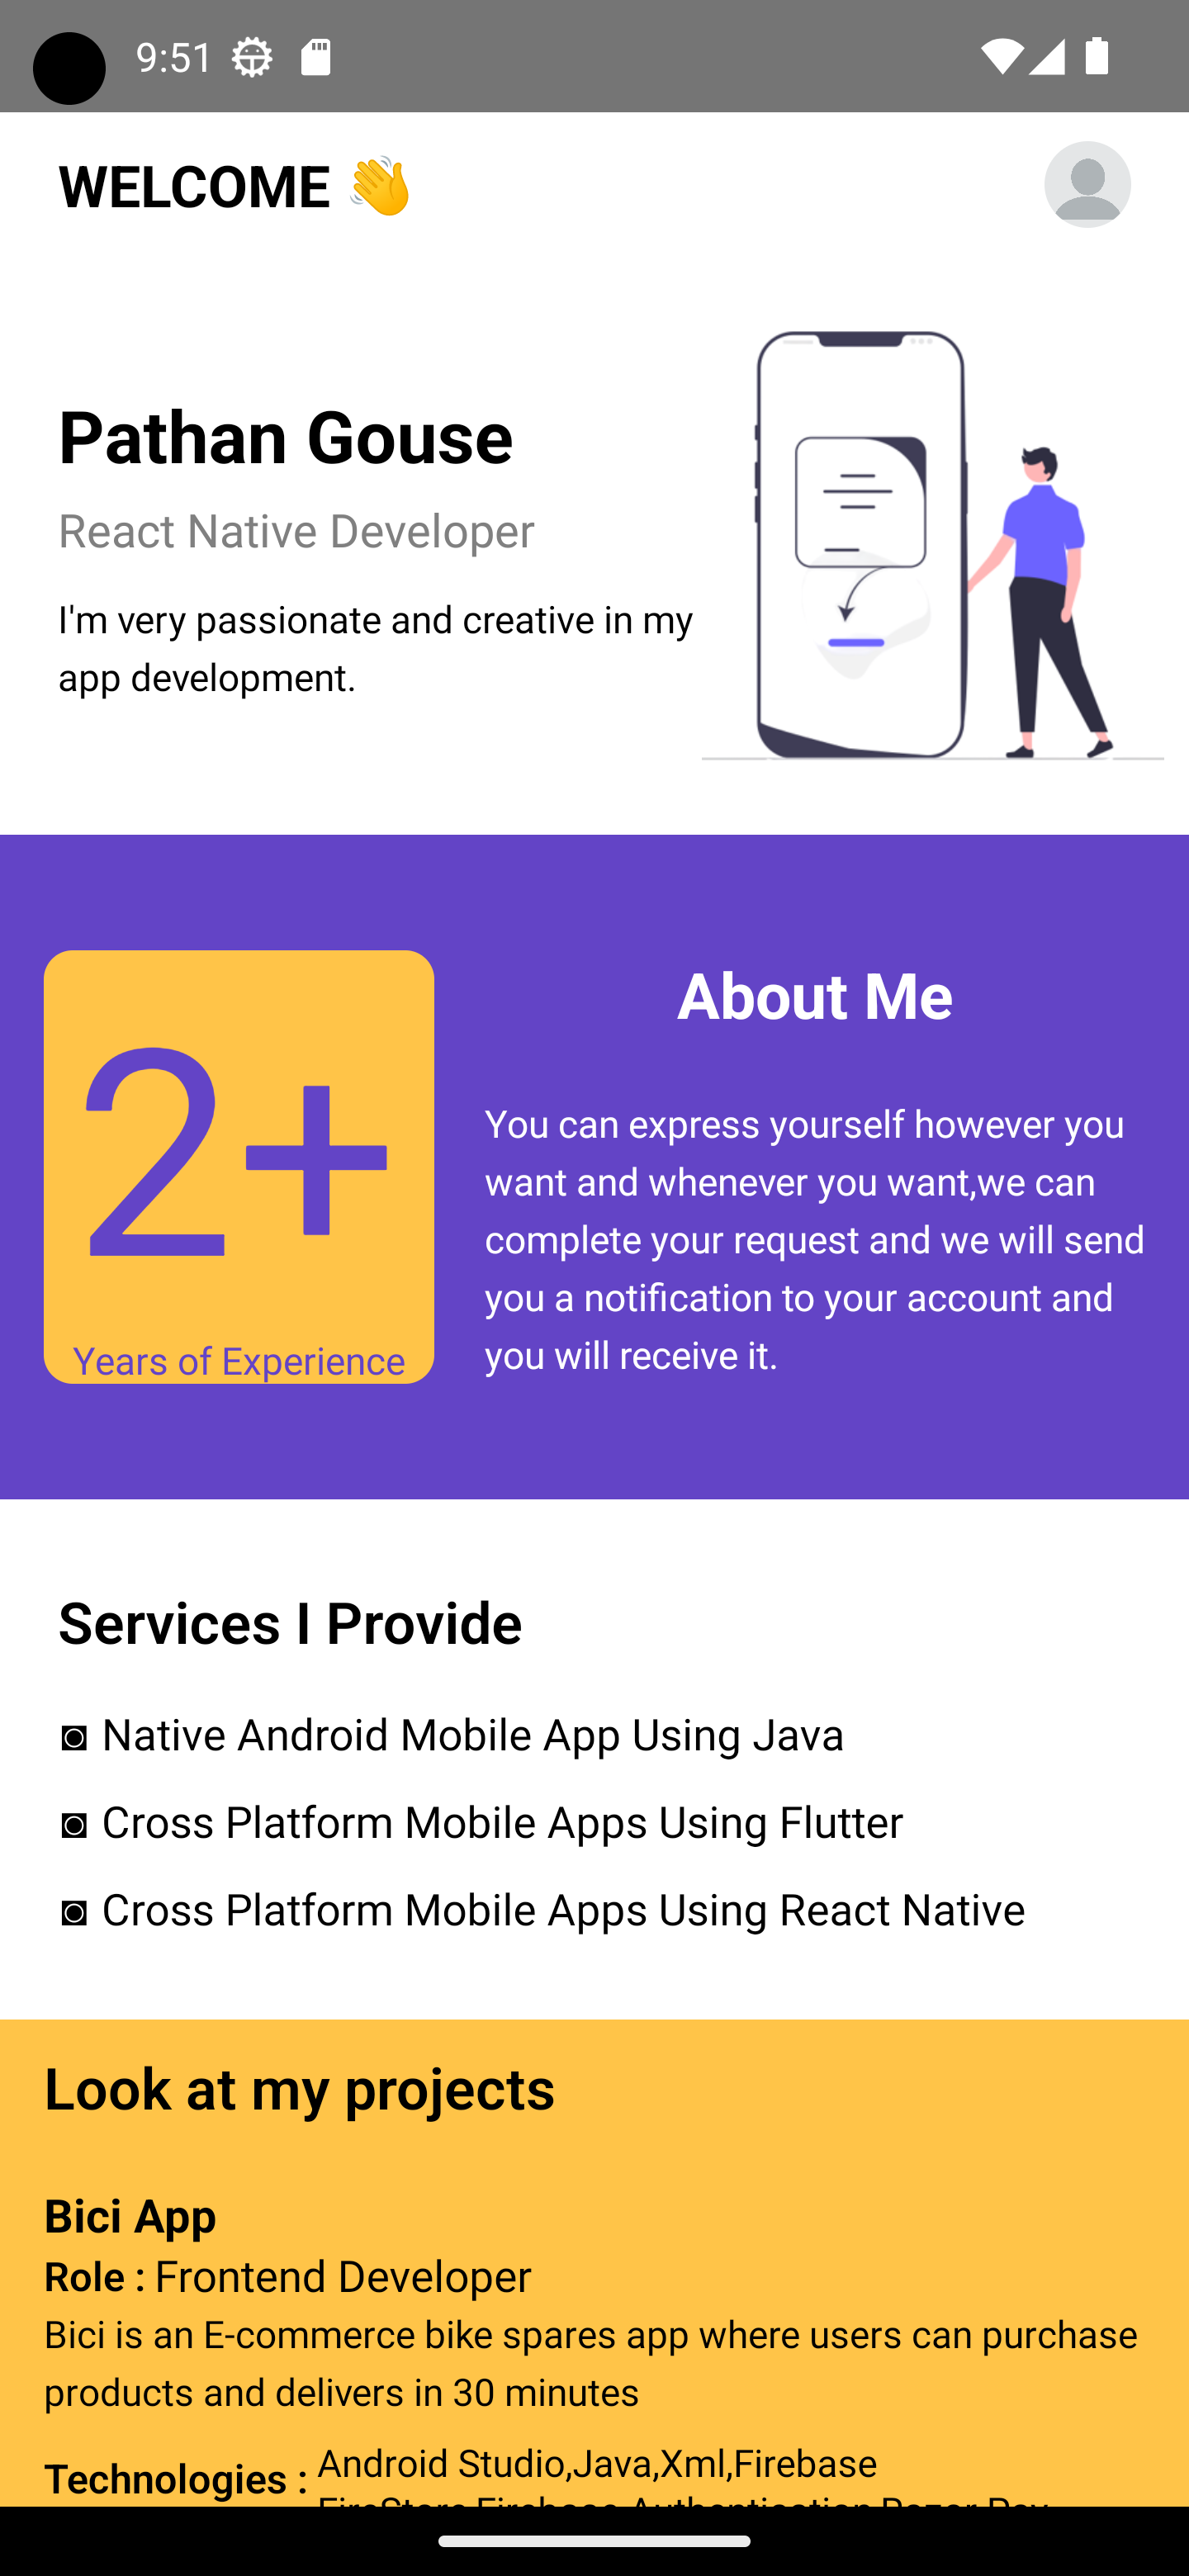 9:51
WELCOME 👋
Pathan Gouse
React Native Developer
I'm very passionate and creative in my
app development.
2+
Years of Experience
About Me
You can express yourself however you
want and whenever you want,we can
complete your request and we will send
you a notification to your account and
you will receive it.
Services I Provide
◙ Native Android Mobile App Using Java
◙ Cross Platform Mobile Apps Using Flutter
◙ Cross Platform Mobile Apps Using React Native
Look at my projects
Bici App
Role : Frontend Developer
Bici is an E-commerce bike spares app where users can purchase
products and delivers in 30 minutes
Technologies : Android Studio,Java,Xml,Firebase